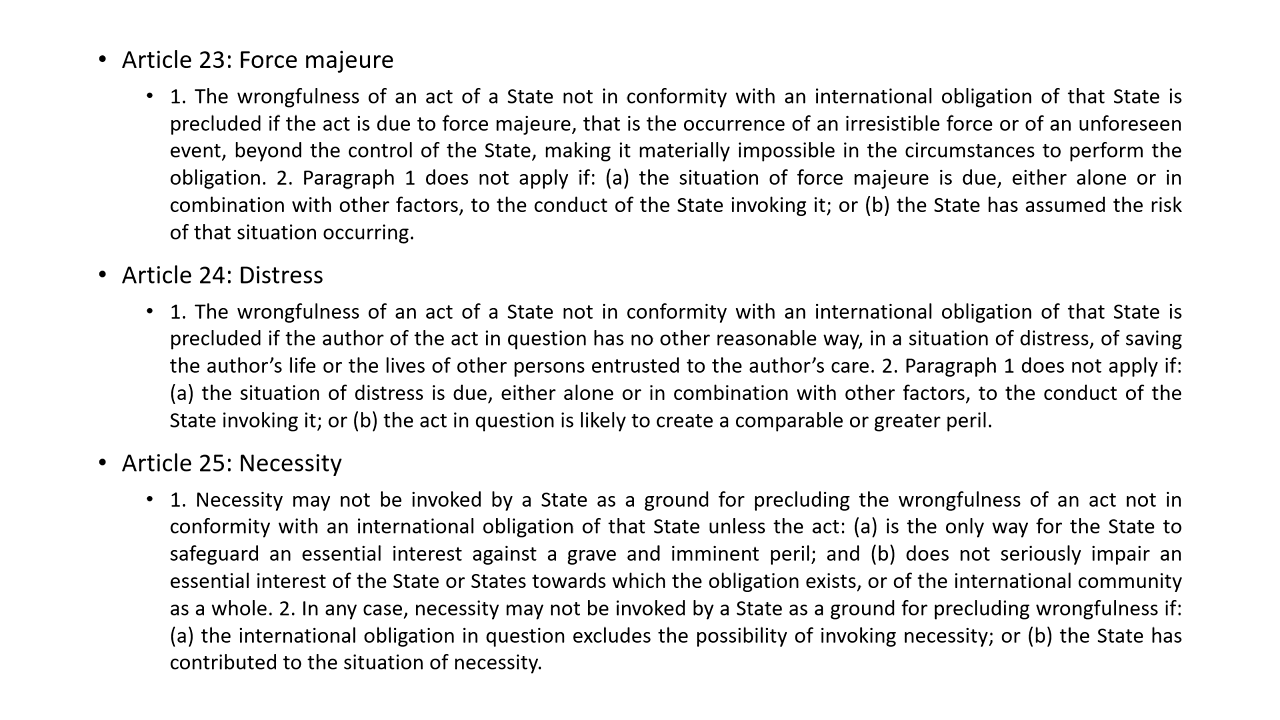 • Article 23: Force majeure
• 1. The wrongfulness of an act of a State not in conformity with an international obligation of that State is
precluded if the act is due to force majeure, that is the occurrence of an irresistible force or of an unforeseen
event, beyond the control of the State, making it materially impossible in the circumstances to perform the
obligation. 2. Paragraph 1 does not apply if: (a) the situation of force majeure is due, either alone or in
combination with other factors, to the conduct of the State invoking it; or (b) the State has assumed the risk
of that situation occurring.
• Article 24: Distress
• 1. The wrongfulness of an act of a State not in conformity with an international obligation of that State is
precluded if the author of the act in question has no other reasonable way, in a situation of distress, of saving
the author’s life or the lives of other persons entrusted to the author’s care. 2. Paragraph 1 does not apply if:
(a) the situation of distress is due, either alone or in combination with other factors, to the conduct of the
State invoking it; or (b) the act in question is likely to create a comparable or greater peril.
• Article 25: Necessity
• 1. Necessity may not be invoked by a State as a ground for precluding the wrongfulness of an act not in
conformity with an international obligation of that State unless the act: (a) is the only way for the State to
safeguard an essential interest against a grave and imminent peril; and (b) does not seriously impair an
essential interest of the State or States towards which the obligation exists, or of the international community
as a whole. 2. In any case, necessity may not be invoked by a State as a ground for precluding wrongfulness if:
(a) the international obligation in question excludes the possibility of invoking necessity; or (b) the State has
contributed to the situation of necessity.